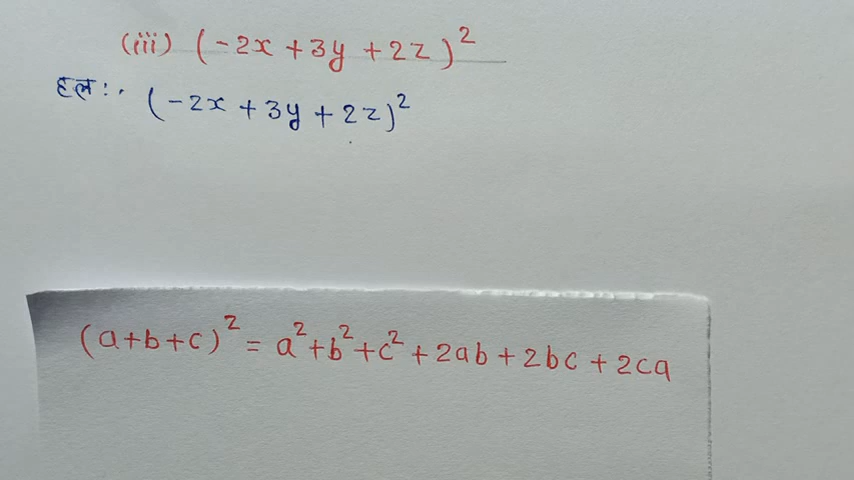 (iii) (-2x + 3y + 2z)²
हल:. (-2x + 3y + 2z)²
(a+b+c)² = a²+b²+c² + 2ab + 2bc + 2ca